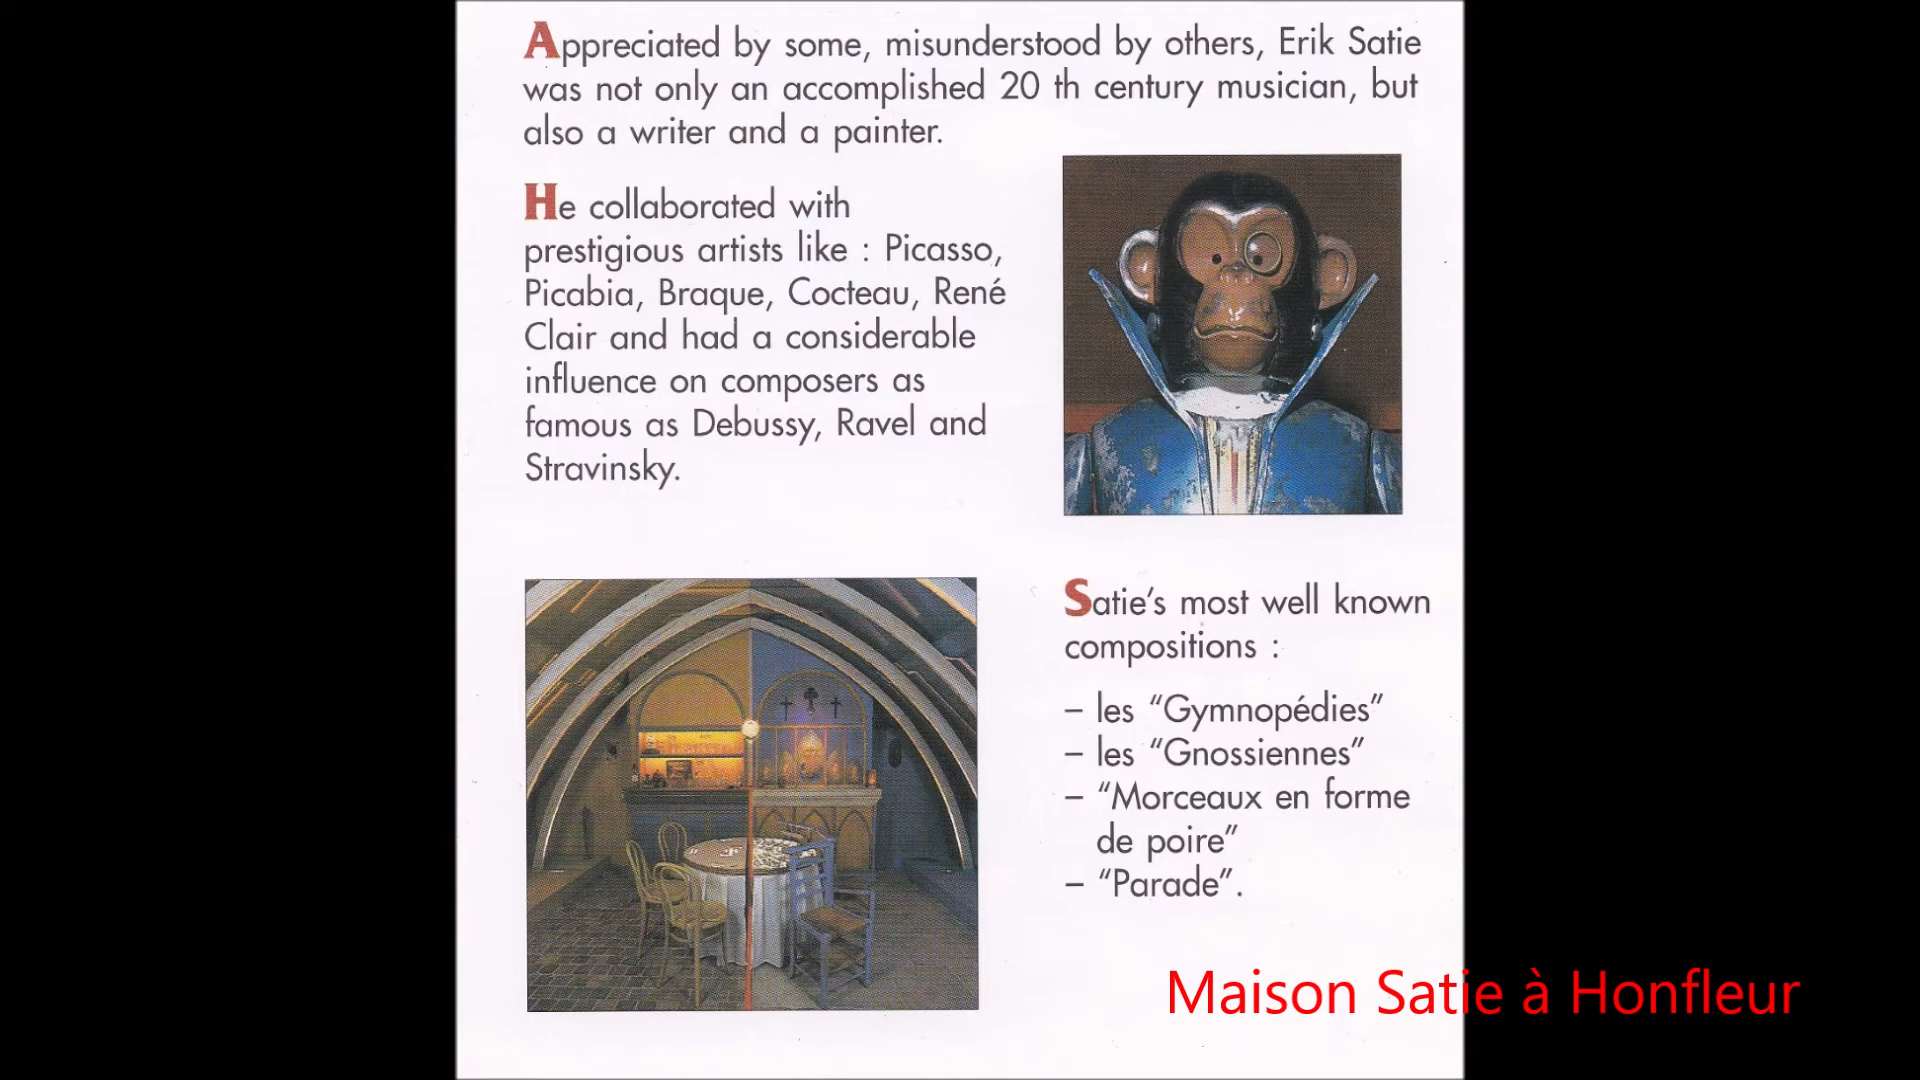 Appreciated by some, misunderstood by others, Erik Satie
was not only an accomplished 20 th century musician, but
also a writer and a painter.
He collaborated with
prestigious artists like : Picasso,
Picabia, Braque, Cocteau, René
Clair and had a considerable
influence on composers as
famous as Debussy, Ravel and
Stravinsky.
Satie's most well known
compositions :
– les “Gymnopédies”
– les “Gnossiennes”
– “Morceaux en forme
de poire”
– “Parade”.
Maison Satie à Honfleur